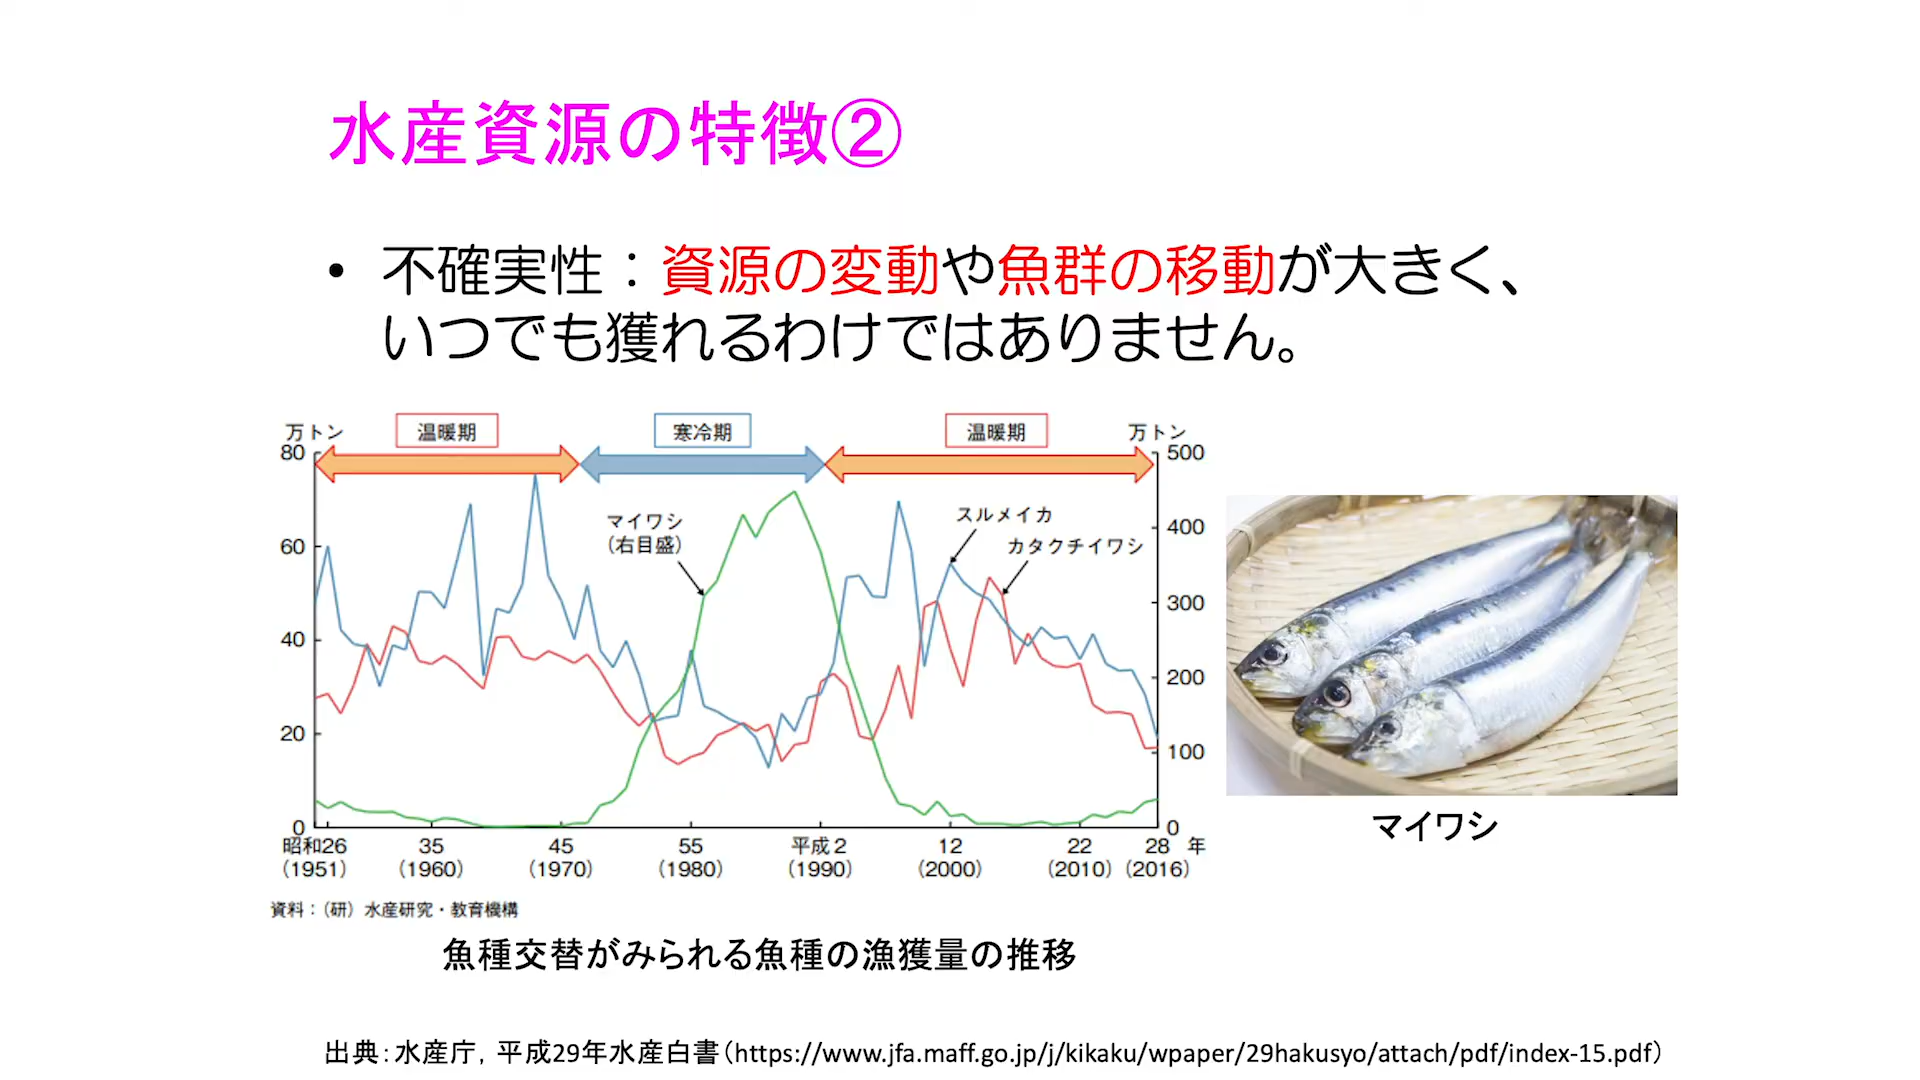 水産資源の特徴②
• 不確実性：資源の変動や魚群の移動が大きく、
いつでも獲れるわけではありません。
万トン 温暖期 寒冷期 温暖期 万トン
80 500
マイワシ
（右目盛）
スルメイカ
カタクチイワシ
400
60
300
40
200
20
100
0 0
昭和26 35 45 55 平成2 12 22 28 年
（1951） （1960） （1970） （1980） （1990） （2000） （2010） （2016）
資料：（研）水産研究・教育機構
魚種交替がみられる魚種の漁獲量の推移
マイワシ
出典：水産庁，平成29年水産白書（https://www.jfa.maff.go.jp/j/kikaku/wpaper/29hakusyo/attach/pdf/index-15.pdf）